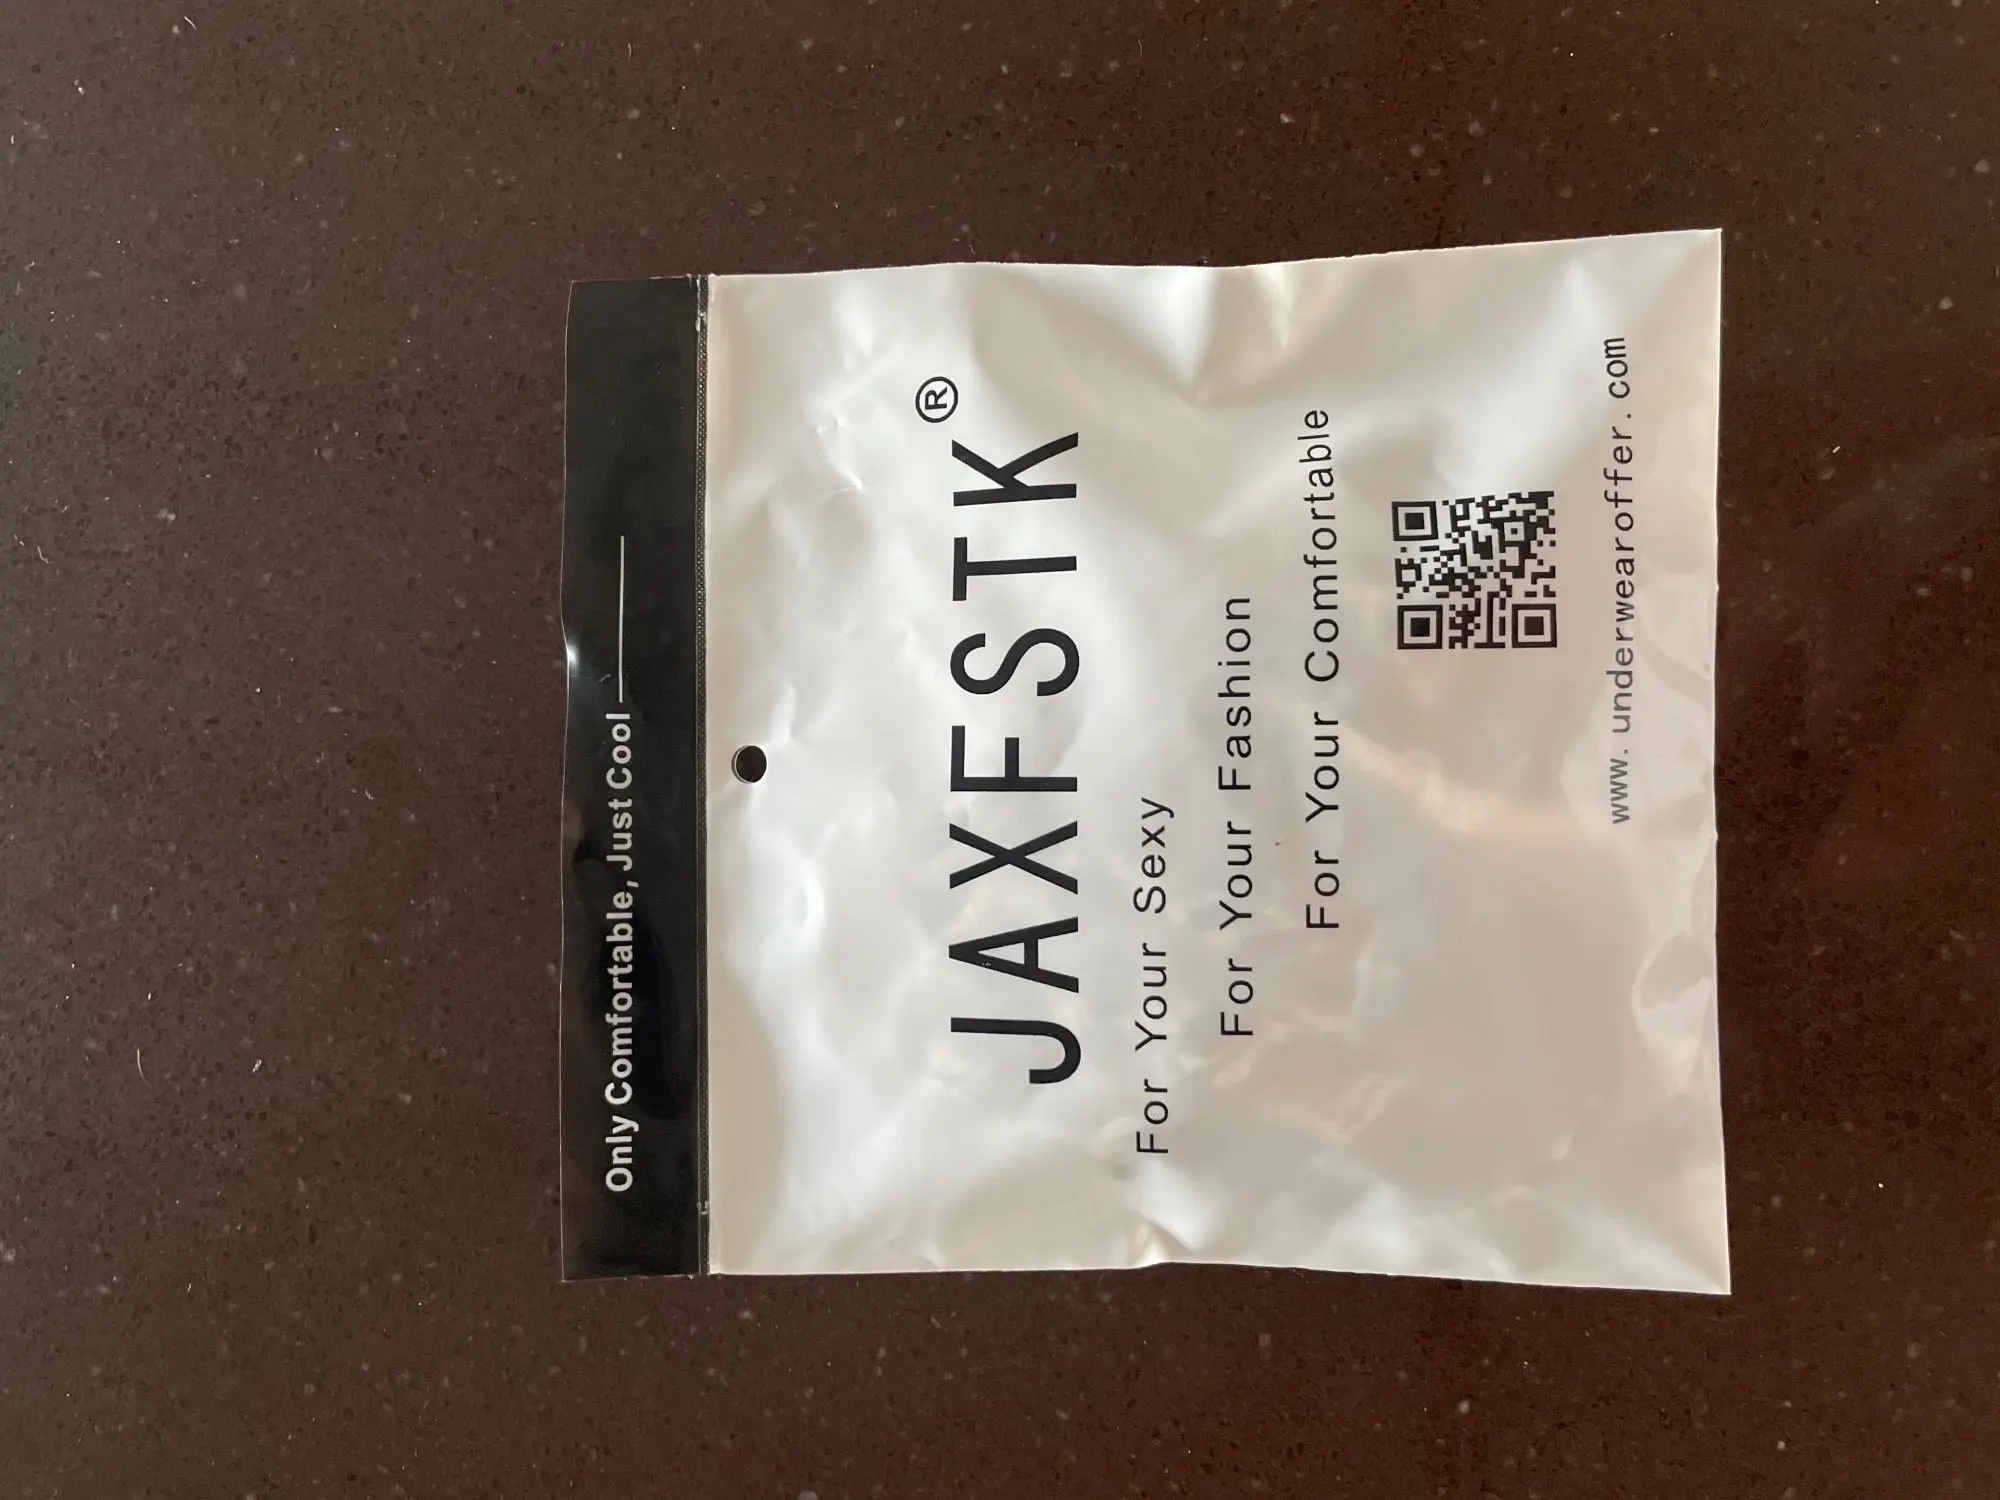 Only Comfortable, Just Cool
JAXFSTK®
For Your Sexy
For Your Fashion
For Your Comfortable
www.underwearoffer.com